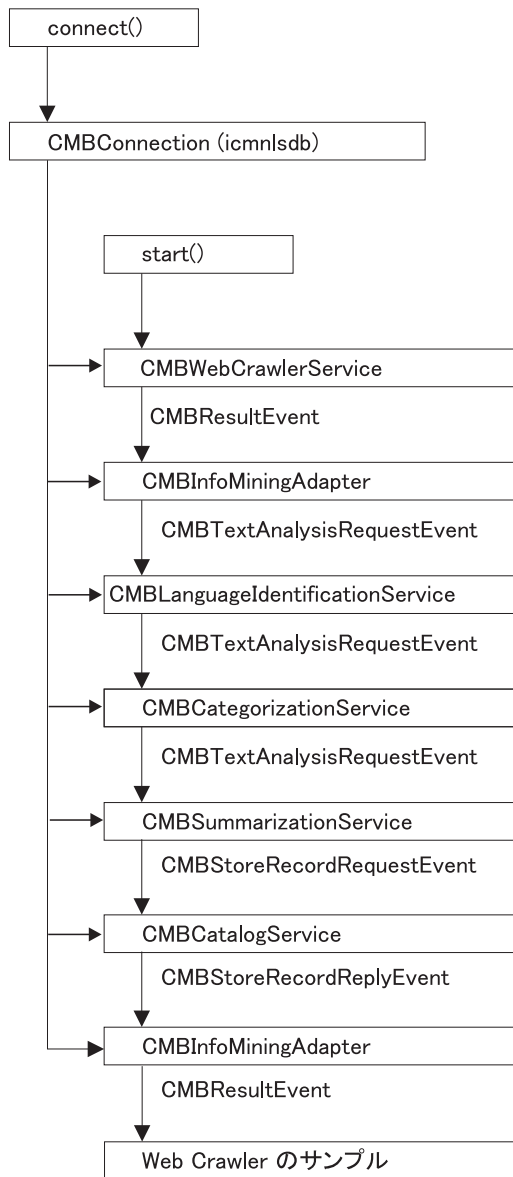 connect()
CMBConnection (icmnlsdb)
start()
CMBWebCrawlerService
CMBResultEvent
CMBInfoMiningAdapter
CMBTextAnalysisRequestEvent
CMBLanguageIdentificationService
CMBTextAnalysisRequestEvent
CMBCategorizationService
CMBTextAnalysisRequestEvent
CMBSummarizationService
CMBStoreRecordRequestEvent
CMBCatalogService
CMBStoreRecordReplyEvent
CMBInfoMiningAdapter
CMBResultEvent
Web Crawler のサンプル